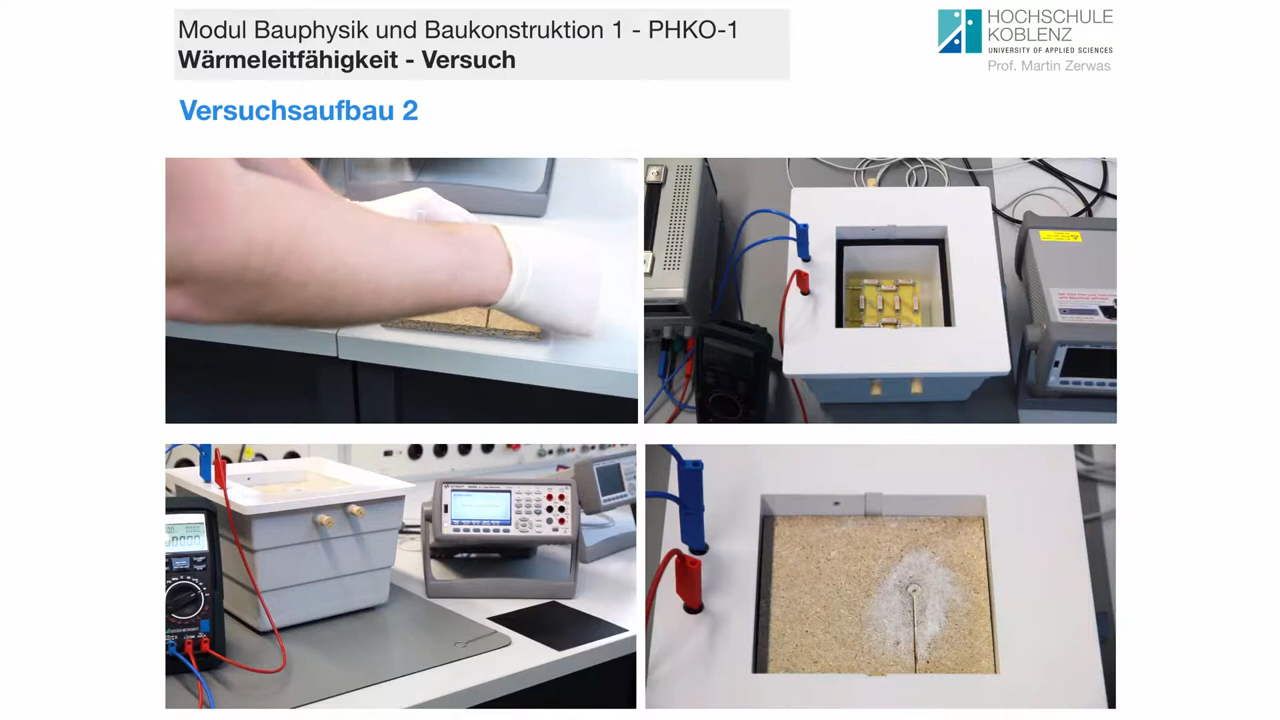 Modul Bauphysik und Baukonstruktion 1 - PHKO-1
Wärmeleitfähigkeit - Versuch
HOCHSCHULE
KOBLENZ
UNIVERSITY OF APPLIED SCIENCES
Prof. Martin Zerwas
Versuchsaufbau 2